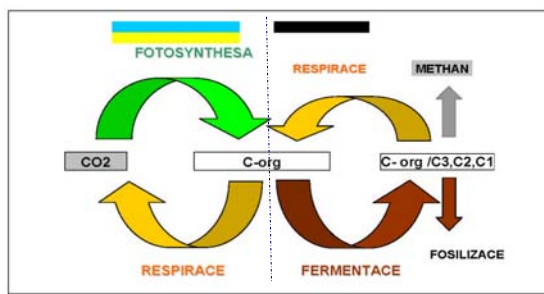 FOTOSYNTHESA
RESPIRACE
METHAN
CO2
C-org
C- org /C3,C2,C1
RESPIRACE
FERMENTACE
FOSILIZACE